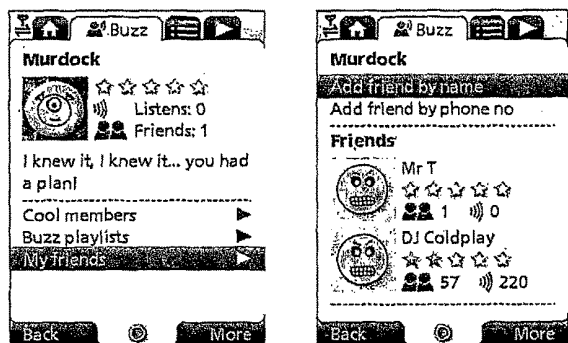 Buzz
Murdock
Listens: 0
Friends: 1
I knew it, I knew it... you had
a plan!
Cool members
Buzz playlists
My friends
Back
More
Buzz
Murdock
Add friend by name
Add friend by phone no
Friends
Mr T
1 0
DJ Coldplay
57 220
Back
More